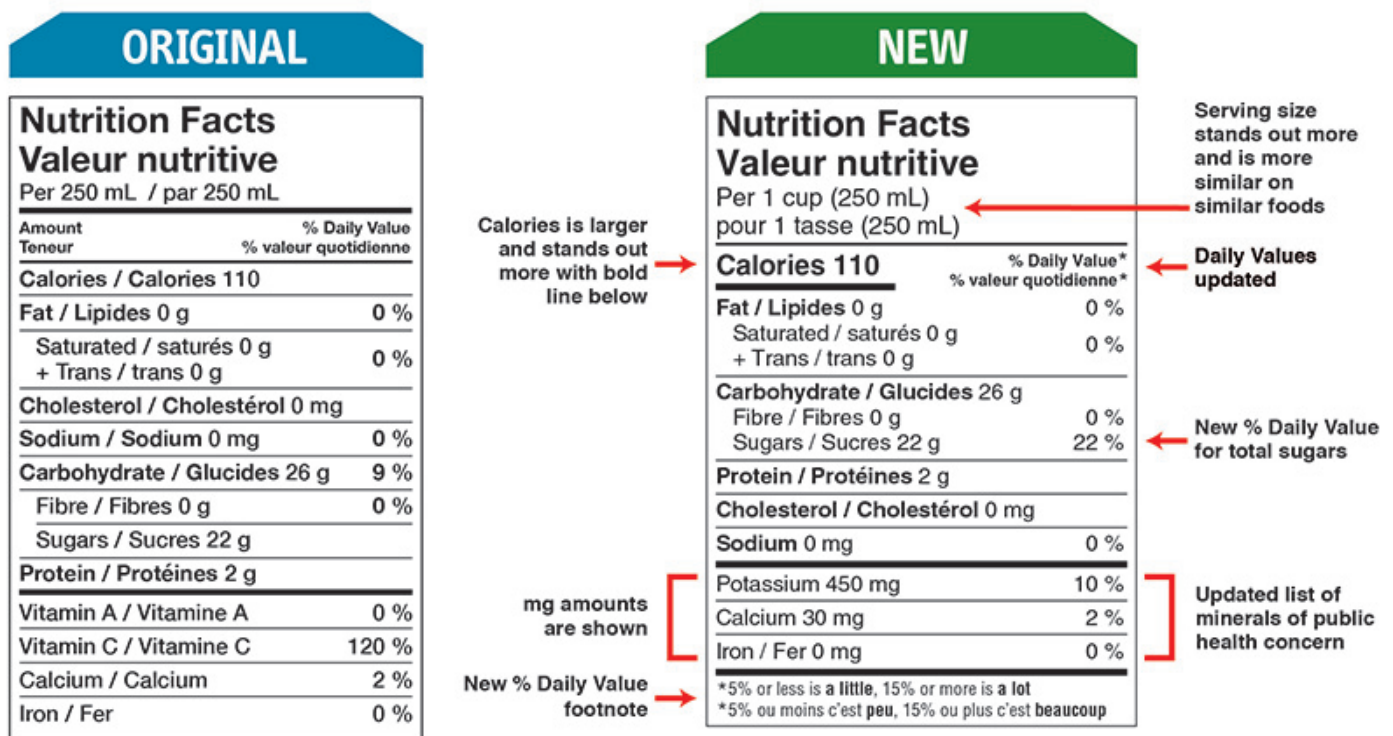 ORIGINAL
Nutrition Facts
Valeur nutritive
Per 250 mL / par 250 mL
Amount % Daily Value
Teneur % valeur quotidienne
Calories / Calories 110
Fat / Lipides 0 g 0 %
Saturated / saturés 0 g
+ Trans / trans 0 g 0 %
Cholesterol / Cholestérol 0 mg
Sodium / Sodium 0 mg 0 %
Carbohydrate / Glucides 26 g 9 %
Fibre / Fibres 0 g 0 %
Sugars / Sucres 22 g
Protein / Protéines 2 g
Vitamin A / Vitamine A 0 %
Vitamin C / Vitamine C 120 %
Calcium / Calcium 2 %
Iron / Fer 0 %
Calories is larger
and stands out
more with bold
line below
mg amounts
are shown
New % Daily Value
footnote
NEW
Nutrition Facts
Valeur nutritive
Per 1 cup (250 mL)
pour 1 tasse (250 mL)
Calories 110 % Daily Value*
% valeur quotidienne*
Fat / Lipides 0 g 0 %
Saturated / saturés 0 g
+ Trans / trans 0 g 0 %
Carbohydrate / Glucides 26 g
Fibre / Fibres 0 g 0 %
Sugars / Sucres 22 g 22 %
Protein / Protéines 2 g
Cholesterol / Cholestérol 0 mg
Sodium 0 mg 0 %
Potassium 450 mg 10 %
Calcium 30 mg 2 %
Iron / Fer 0 mg 0 %
*5% or less is a little, 15% or more is a lot
*5% ou moins c'est peu, 15% ou plus c'est beaucoup
Serving size
stands out more
and is more
similar on
similar foods
Daily Values
updated
New % Daily Value
for total sugars
Updated list of
minerals of public
health concern